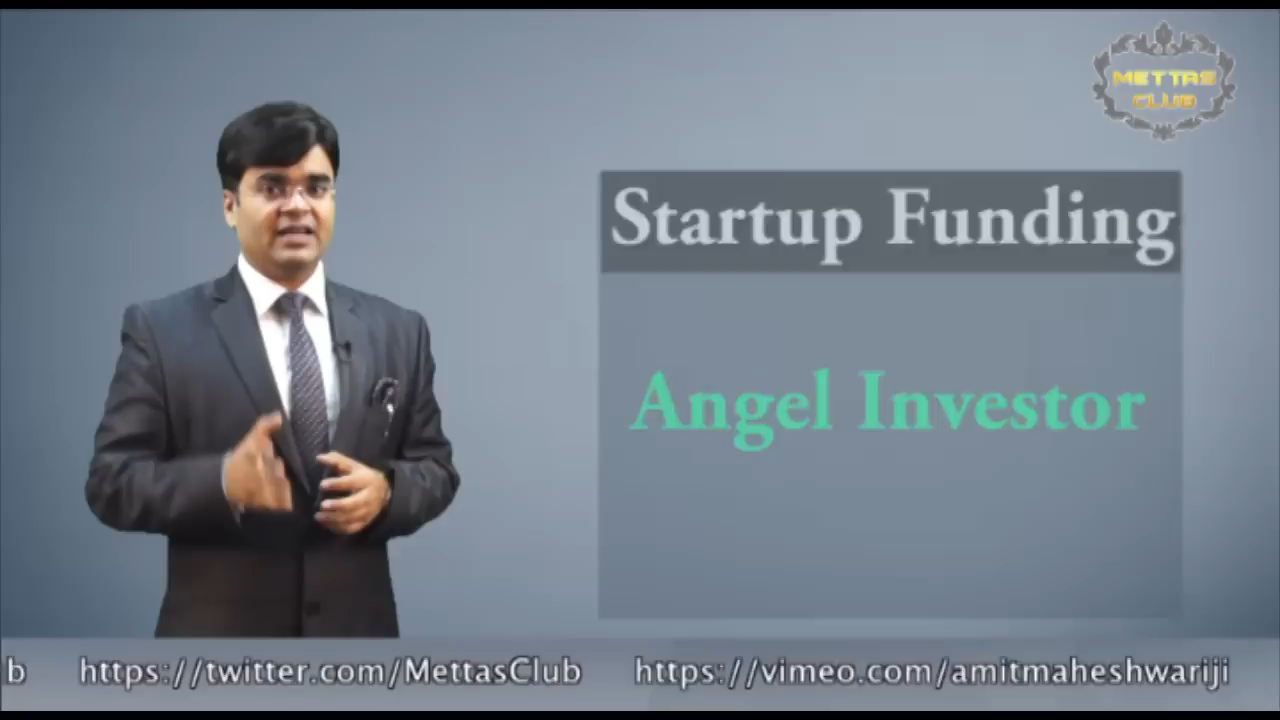 METTAS
CLUB
Startup Funding
Angel Investor
b https://twitter.com/MettasClub https://vimeo.com/amitmaheshwariji